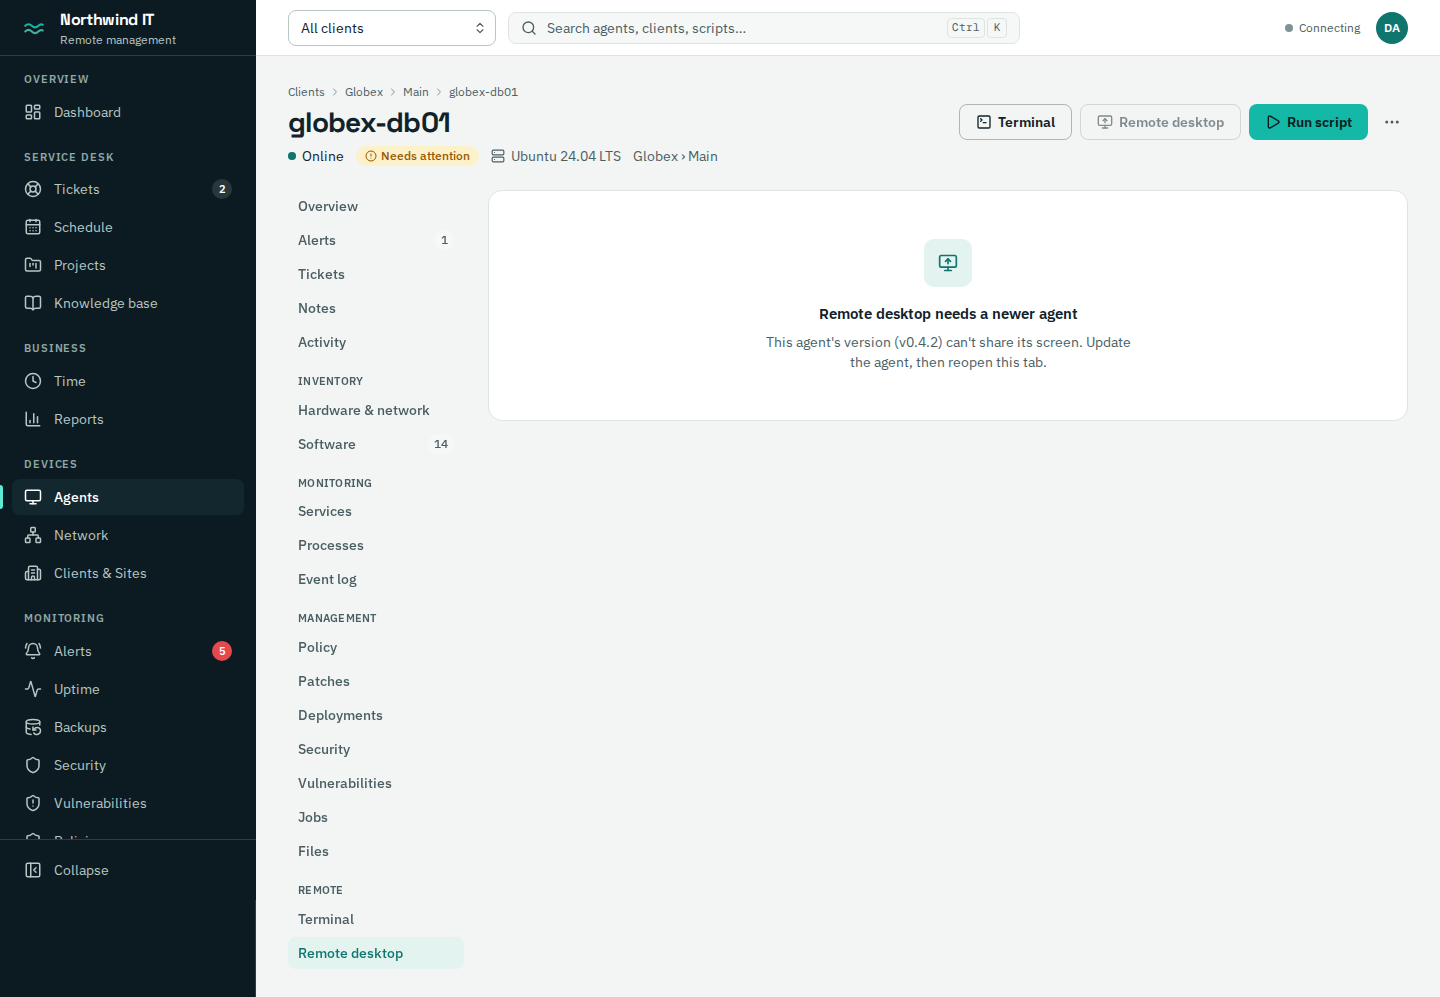 Northwind IT
Remote management
All clients
Search agents, clients, scripts...
Ctrl K
Connecting
DA
OVERVIEW
Dashboard
SERVICE DESK
Tickets 2
Schedule
Projects
Knowledge base
BUSINESS
Time
Reports
DEVICES
Agents
Network
Clients & Sites
MONITORING
Alerts 5
Uptime
Backups
Security
Vulnerabilities
Collapse
Clients › Globex › Main › globex-db01
globex-db01
Terminal
Remote desktop
Run script
Online
Needs attention
Ubuntu 24.04 LTS
Globex › Main
Overview
Alerts 1
Tickets
Notes
Activity
INVENTORY
Hardware & network
Software 14
MONITORING
Services
Processes
Event log
MANAGEMENT
Policy
Patches
Deployments
Security
Vulnerabilities
Jobs
Files
REMOTE
Terminal
Remote desktop
Remote desktop needs a newer agent
This agent's version (v0.4.2) can't share its screen. Update
the agent, then reopen this tab.